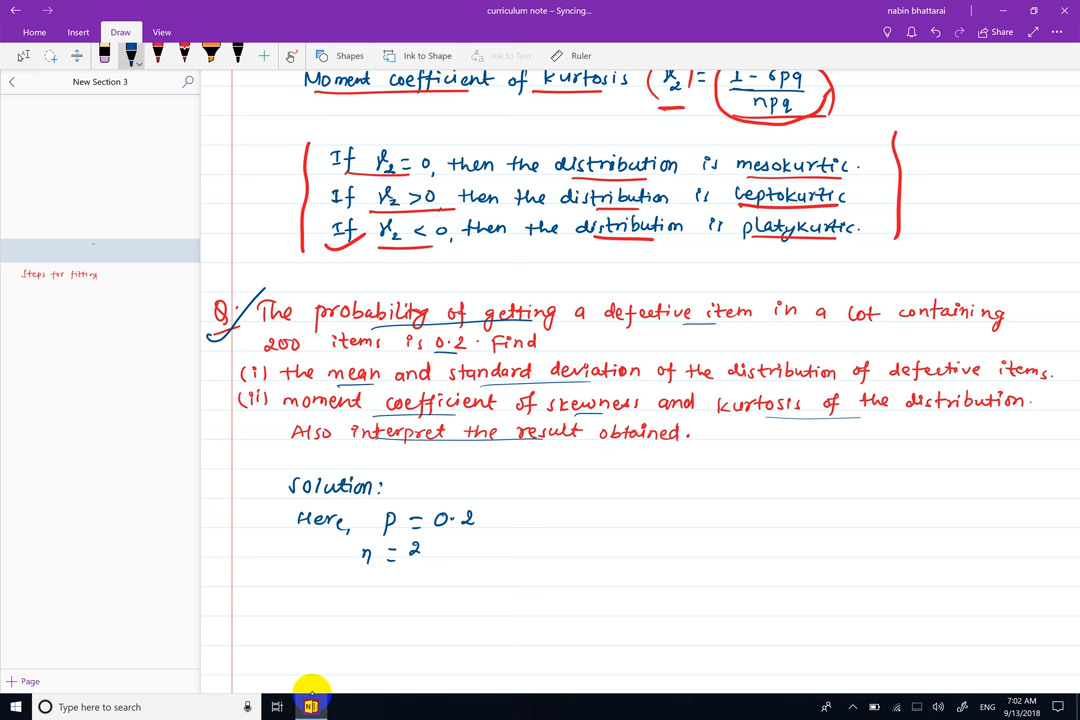 curriculum note – Syncing...
nabin bhattarai
Home Insert Draw View
Share
Shapes Ink to Shape Ink to Text Ruler
New Section 3
Steps for fitting
Page
Moment coefficient of Kurtosis (γ₂) = 1 - 6pq / npq
If γ₂ = 0, then the distribution is mesokurtic.
If γ₂ > 0, then the distribution is leptokurtic
If γ₂ < 0, then the distribution is platykurtic.
Q: The probability of getting a defective item in a lot containing
200 items is 0.2. Find
(i) the mean and standard deviation of the distribution of defective items.
(ii) moment coefficient of skewness and kurtosis of the distribution.
Also interpret the result obtained.
Solution:
Here, p = 0.2
n = 2
Type here to search
ENG
7:02 AM
9/13/2018